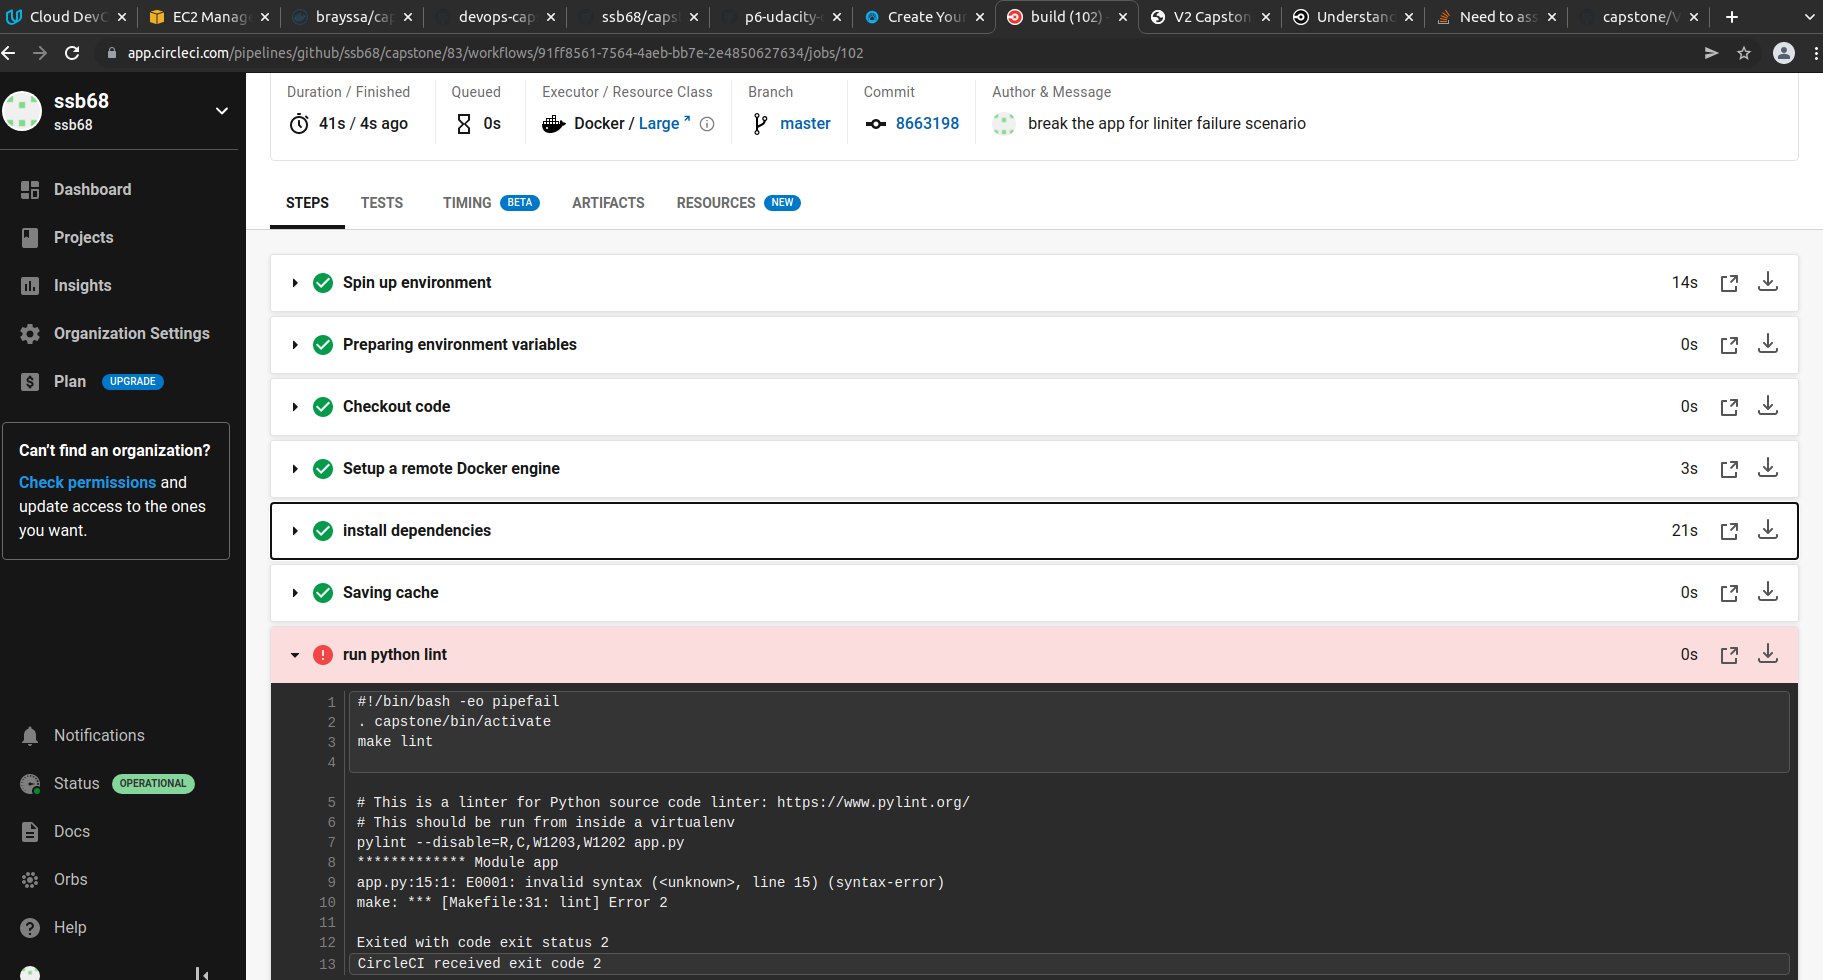 Cloud DevO
EC2 Manag
brayssa/cap
devops-cap
ssb68/caps
p6-udacity-
Create Your
build (102) -
V2 Capston
Understand
Need to ass
capstone/V
app.circleci.com/pipelines/github/ssb68/capstone/83/workflows/91ff8561-7564-4aeb-bb7e-2e4850627634/jobs/102
ssb68
ssb68
Dashboard
Projects
Insights
Organization Settings
Plan UPGRADE
Can't find an organization?
Check permissions and
update access to the ones
you want.
Notifications
Status OPERATIONAL
Docs
Orbs
Help
Duration / Finished
41s / 4s ago
Queued
0s
Executor / Resource Class
Docker / Large
Branch
master
Commit
8663198
Author & Message
break the app for liniter failure scenario
STEPS TESTS TIMING BETA ARTIFACTS RESOURCES NEW
Spin up environment 14s
Preparing environment variables 0s
Checkout code 0s
Setup a remote Docker engine 3s
install dependencies 21s
Saving cache 0s
run python lint 0s
1 #!/bin/bash -eo pipefail
2 . capstone/bin/activate
3 make lint
4
5 # This is a linter for Python source code linter: https://www.pylint.org/
6 # This should be run from inside a virtualenv
7 pylint --disable=R,C,W1203,W1202 app.py
8 ************* Module app
9 app.py:15:1: E0001: invalid syntax (<unknown>, line 15) (syntax-error)
10 make: *** [Makefile:31: lint] Error 2
11
12 Exited with code exit status 2
13 CircleCI received exit code 2